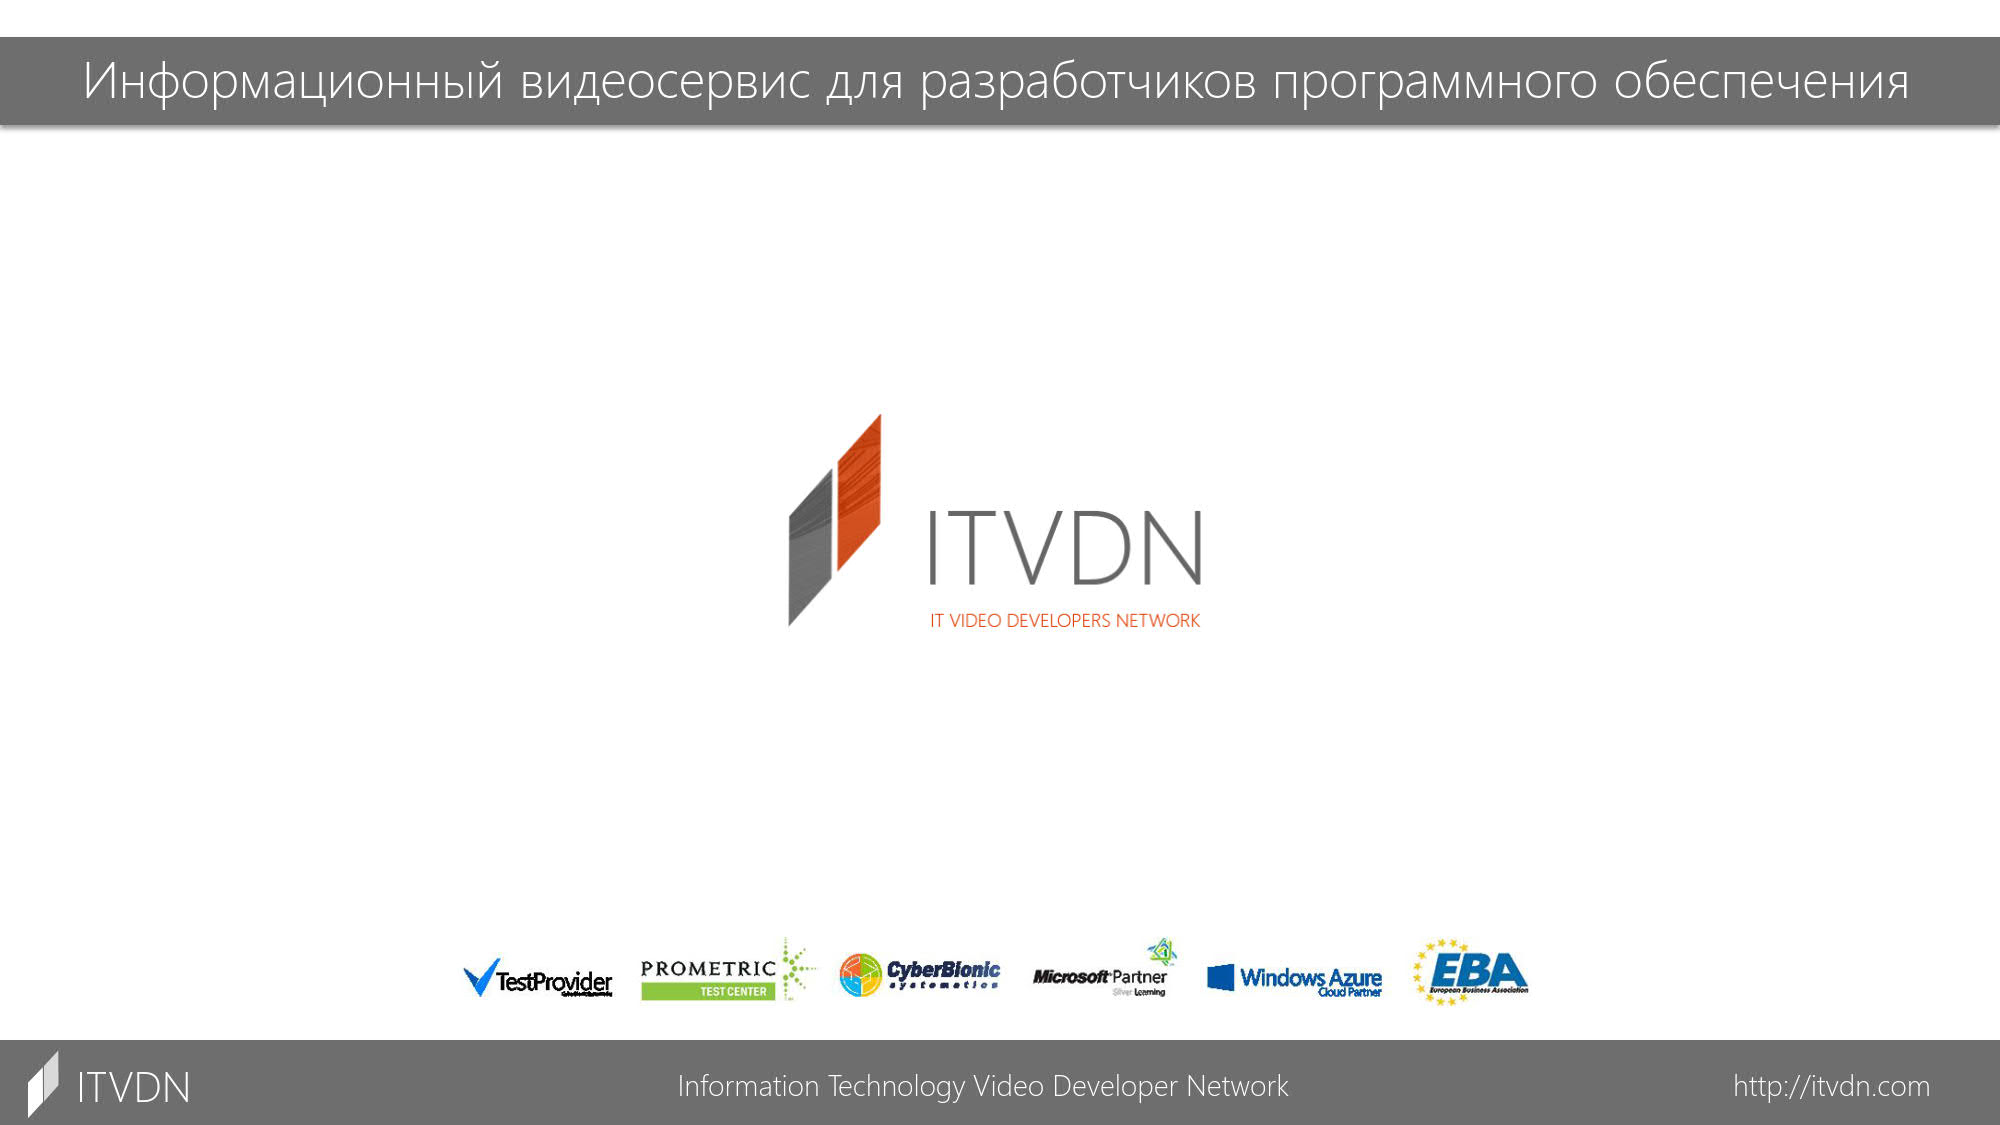 Информационный видеосервис для разработчиков программного обеспечения
ITVDN
IT VIDEO DEVELOPERS NETWORK
TestProvider
PROMETRIC
TEST CENTER
CyberBionic
systematics
Microsoft Partner
Silver Learning
Windows Azure
Cloud Partner
EBA
European Business Association
ITVDN
Information Technology Video Developer Network
http://itvdn.com